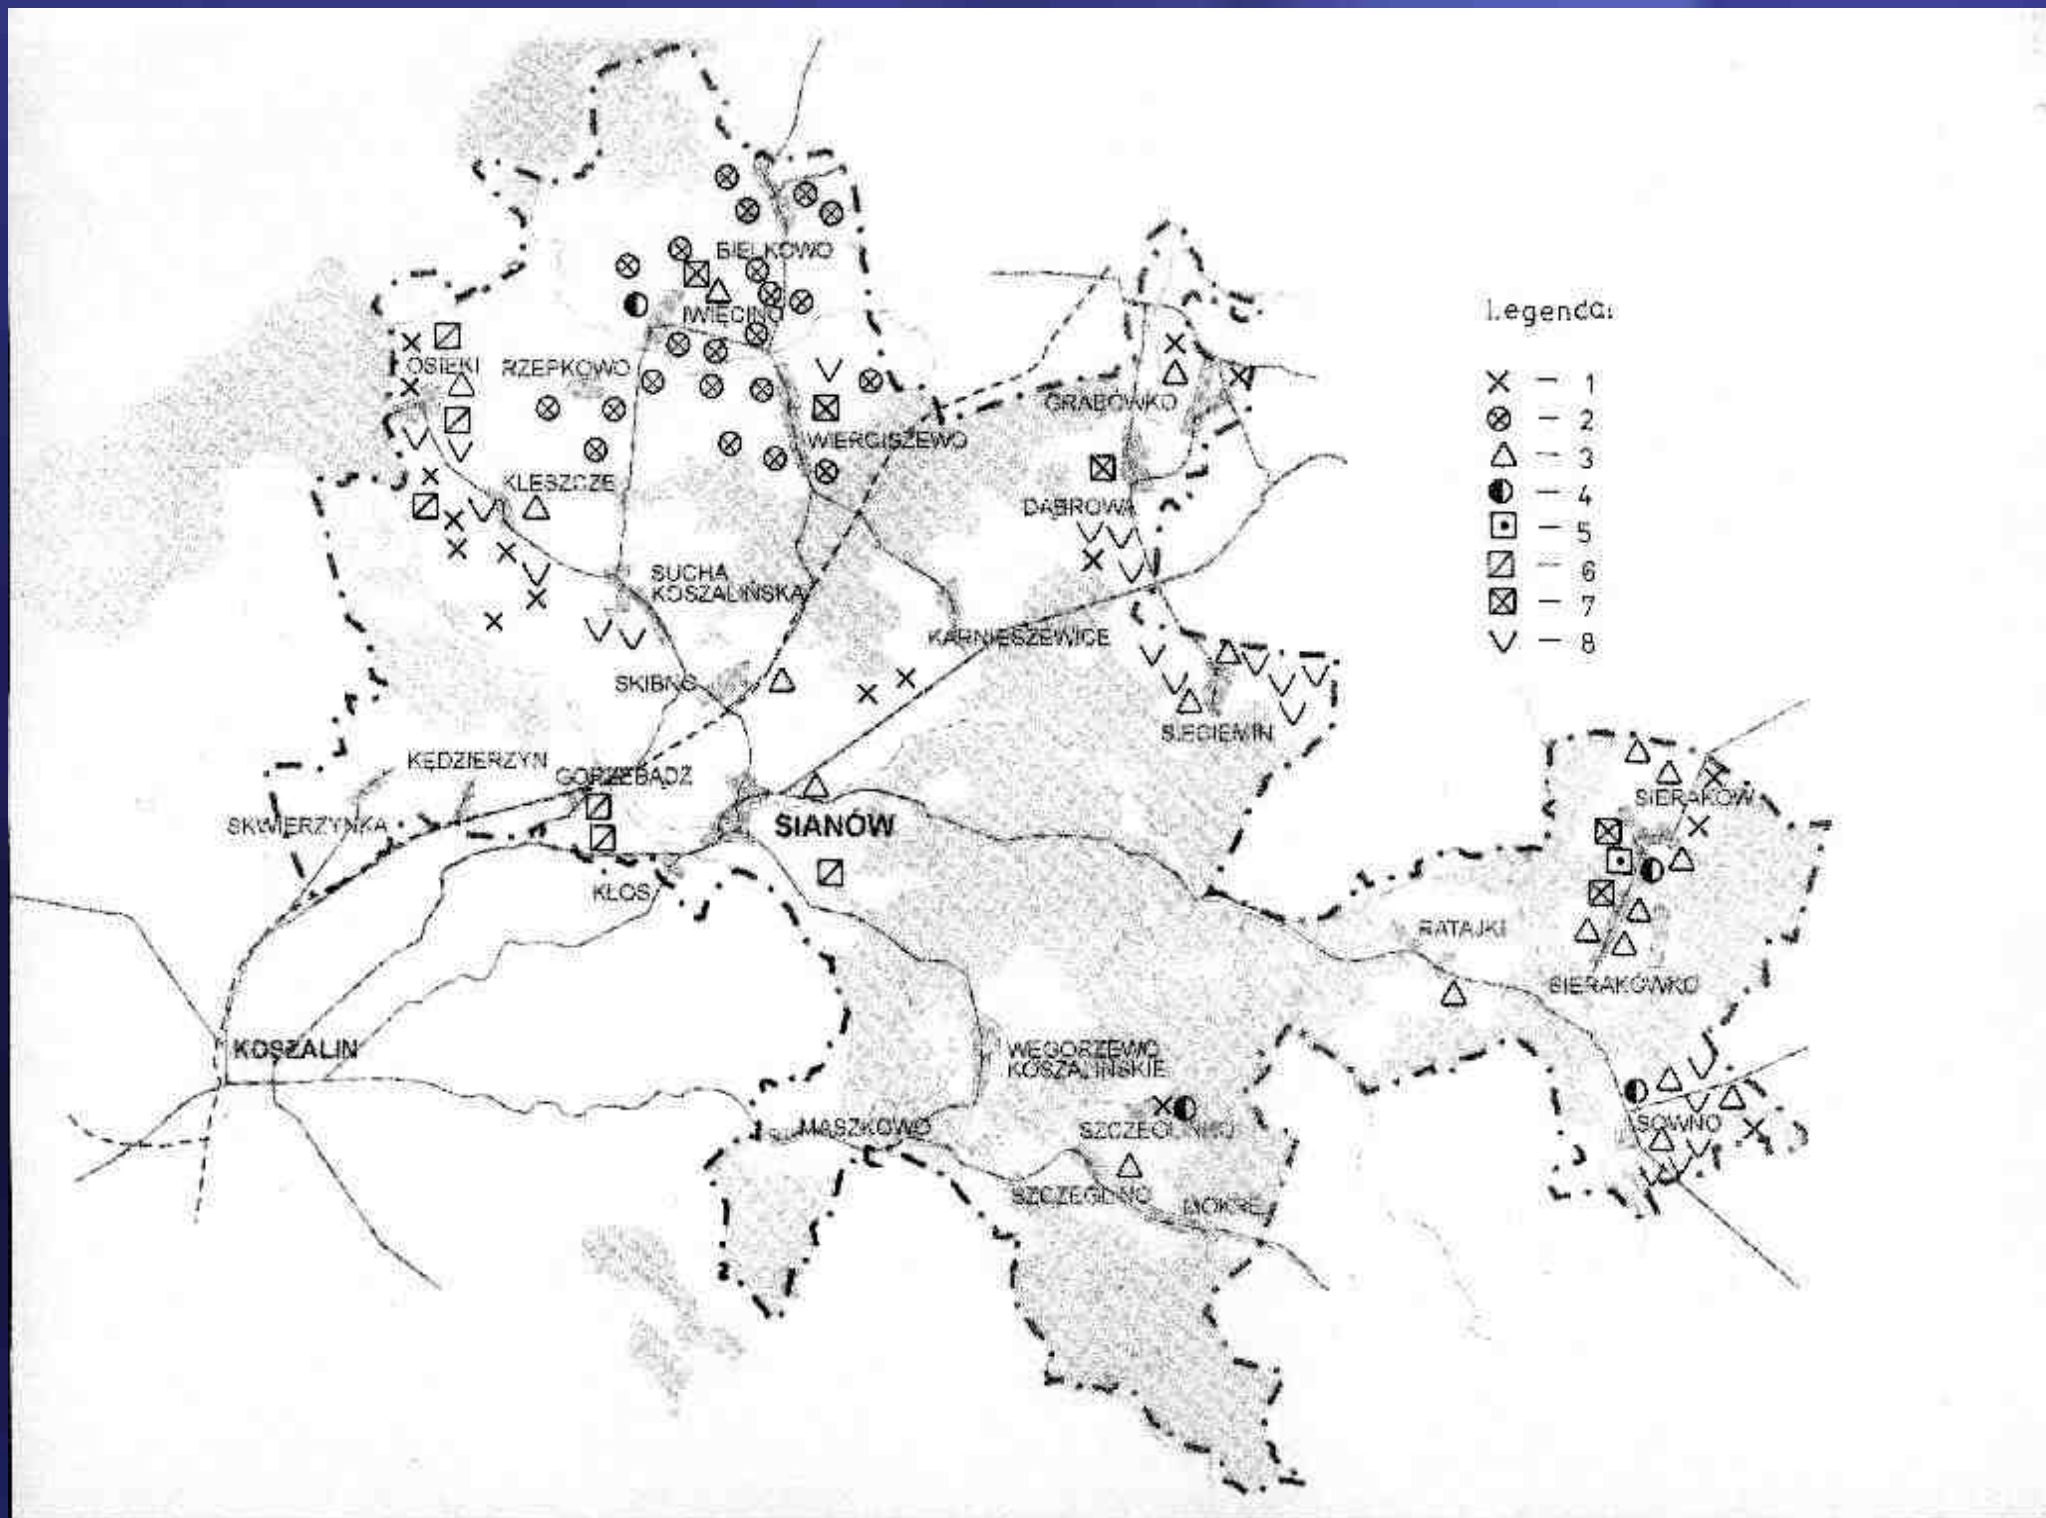 BIELKOWO
Legenda:
IWIĘCINO
OSIEKI
RZEPKOWO
GRABÓWKO
WIERCISZEWO
KLESZCZE
DĄBROWA
SUCHA
KOSZALIŃSKA
KARNIESZEWICE
SKIBNO
SIECIEMIN
KĘDZIERZYN
GORZEBĄDZ
SKWIERZYNKA
SIANÓW
SIERAKÓW
KŁOS
RATAJKI
SIERAKÓWKO
KOSZALIN
WĘGORZEWO
KOSZALIŃSKIE
MASZKOWO
SOWNO
SZCZEGLINO
MOKRE
— 1
— 2
— 3
— 4
— 5
— 6
— 7
— 8